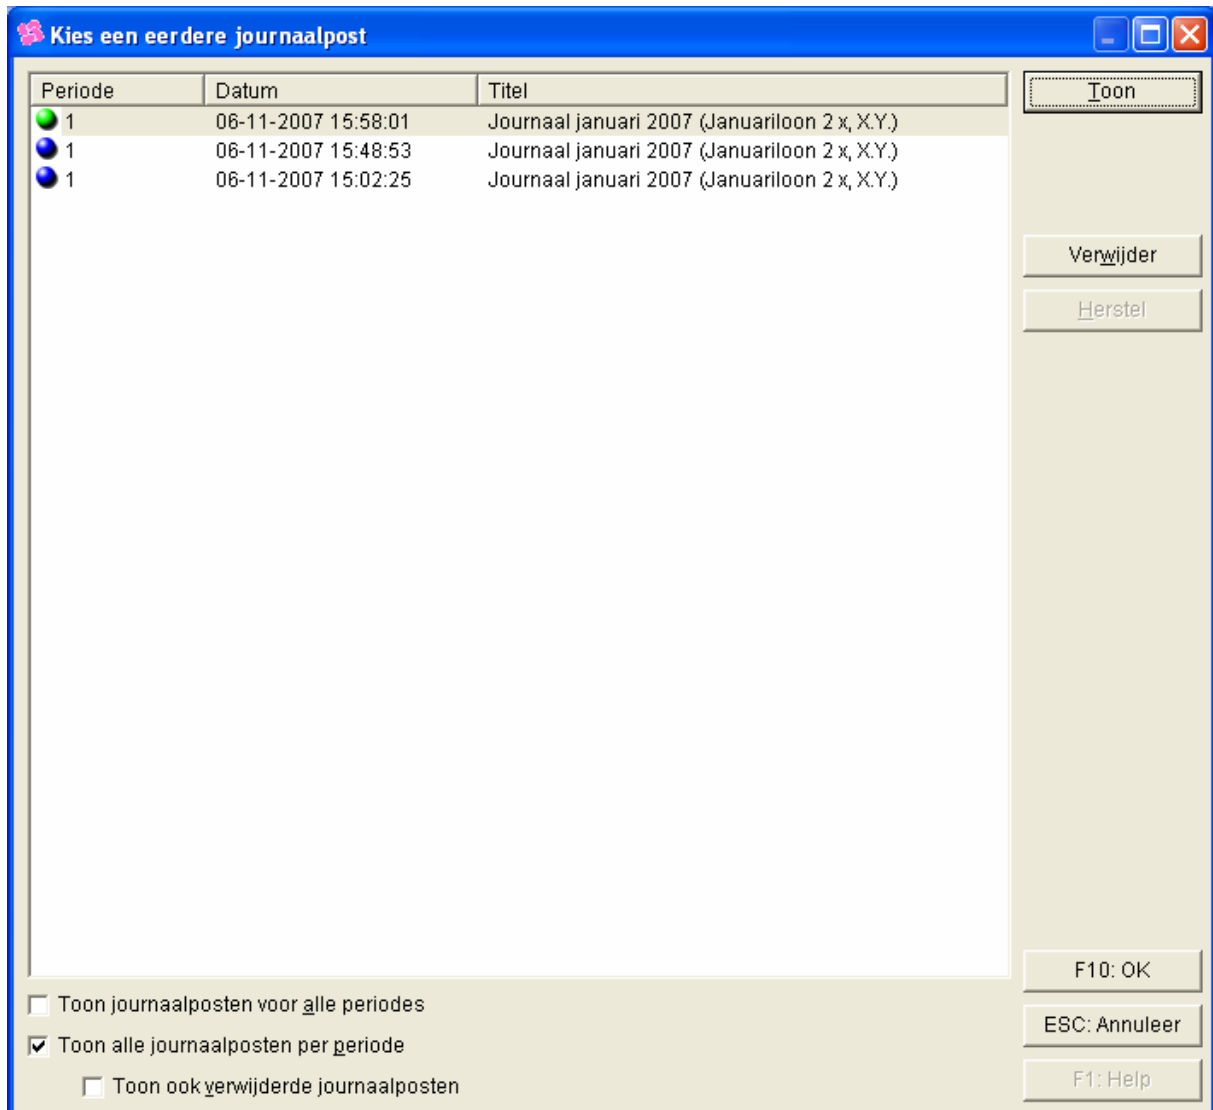 Kies een eerdere journaalpost
Periode Datum Titel
1 06-11-2007 15:58:01 Journaal januari 2007 (Januariloon 2 x, X.Y.)
1 06-11-2007 15:48:53 Journaal januari 2007 (Januariloon 2 x, X.Y.)
1 06-11-2007 15:02:25 Journaal januari 2007 (Januariloon 2 x, X.Y.)
Toon
Verwijder
Herstel
F10: OK
ESC: Annuleer
F1: Help
Toon journaalposten voor alle periodes
Toon alle journaalposten per periode
Toon ook verwijderde journaalposten